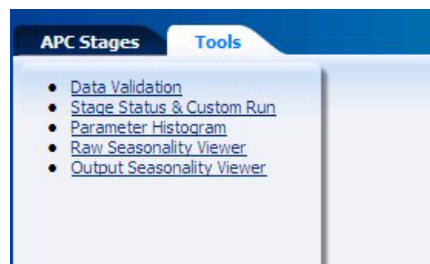 APC Stages Tools
Data Validation
Stage Status & Custom Run
Parameter Histogram
Raw Seasonality Viewer
Output Seasonality Viewer